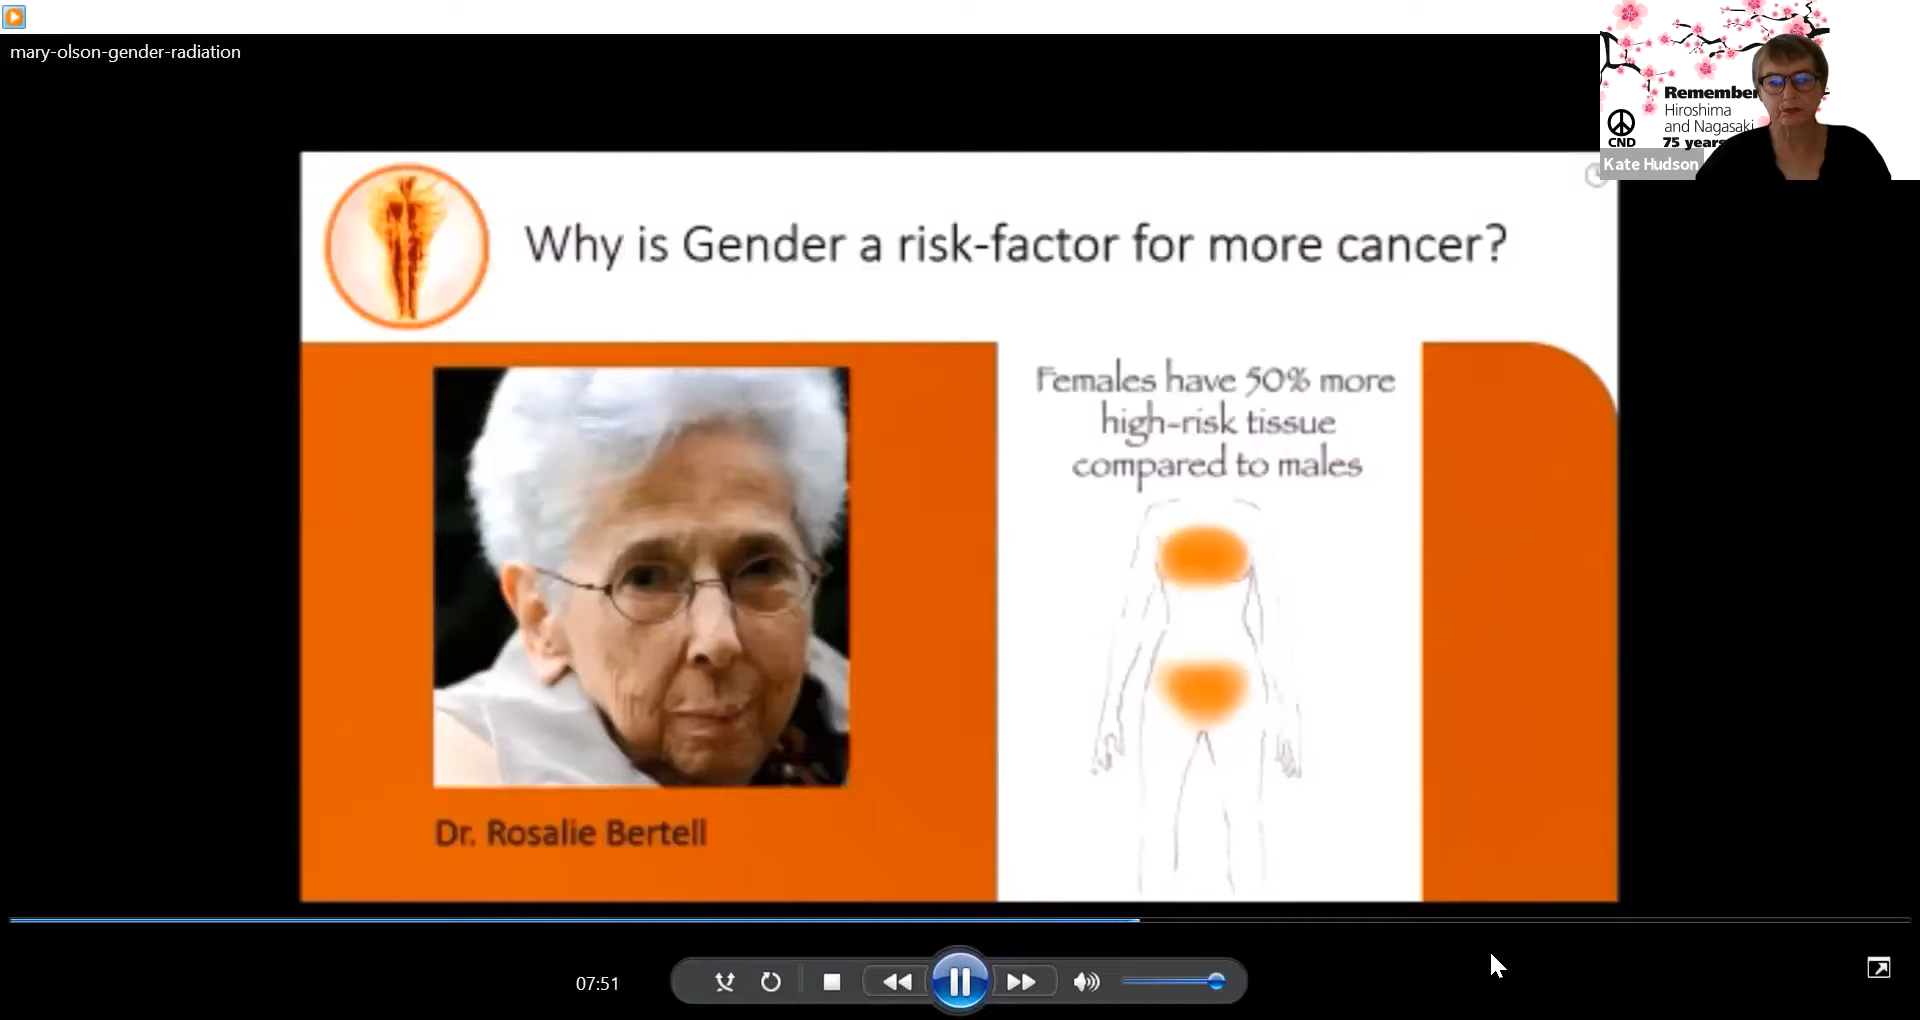 mary-olson-gender-radiation
Remember
Hiroshima
and Nagasaki
75 years
CND
Kate Hudson
Why is Gender a risk-factor for more cancer?
Females have 50% more
high-risk tissue
compared to males
Dr. Rosalie Bertell
07:51